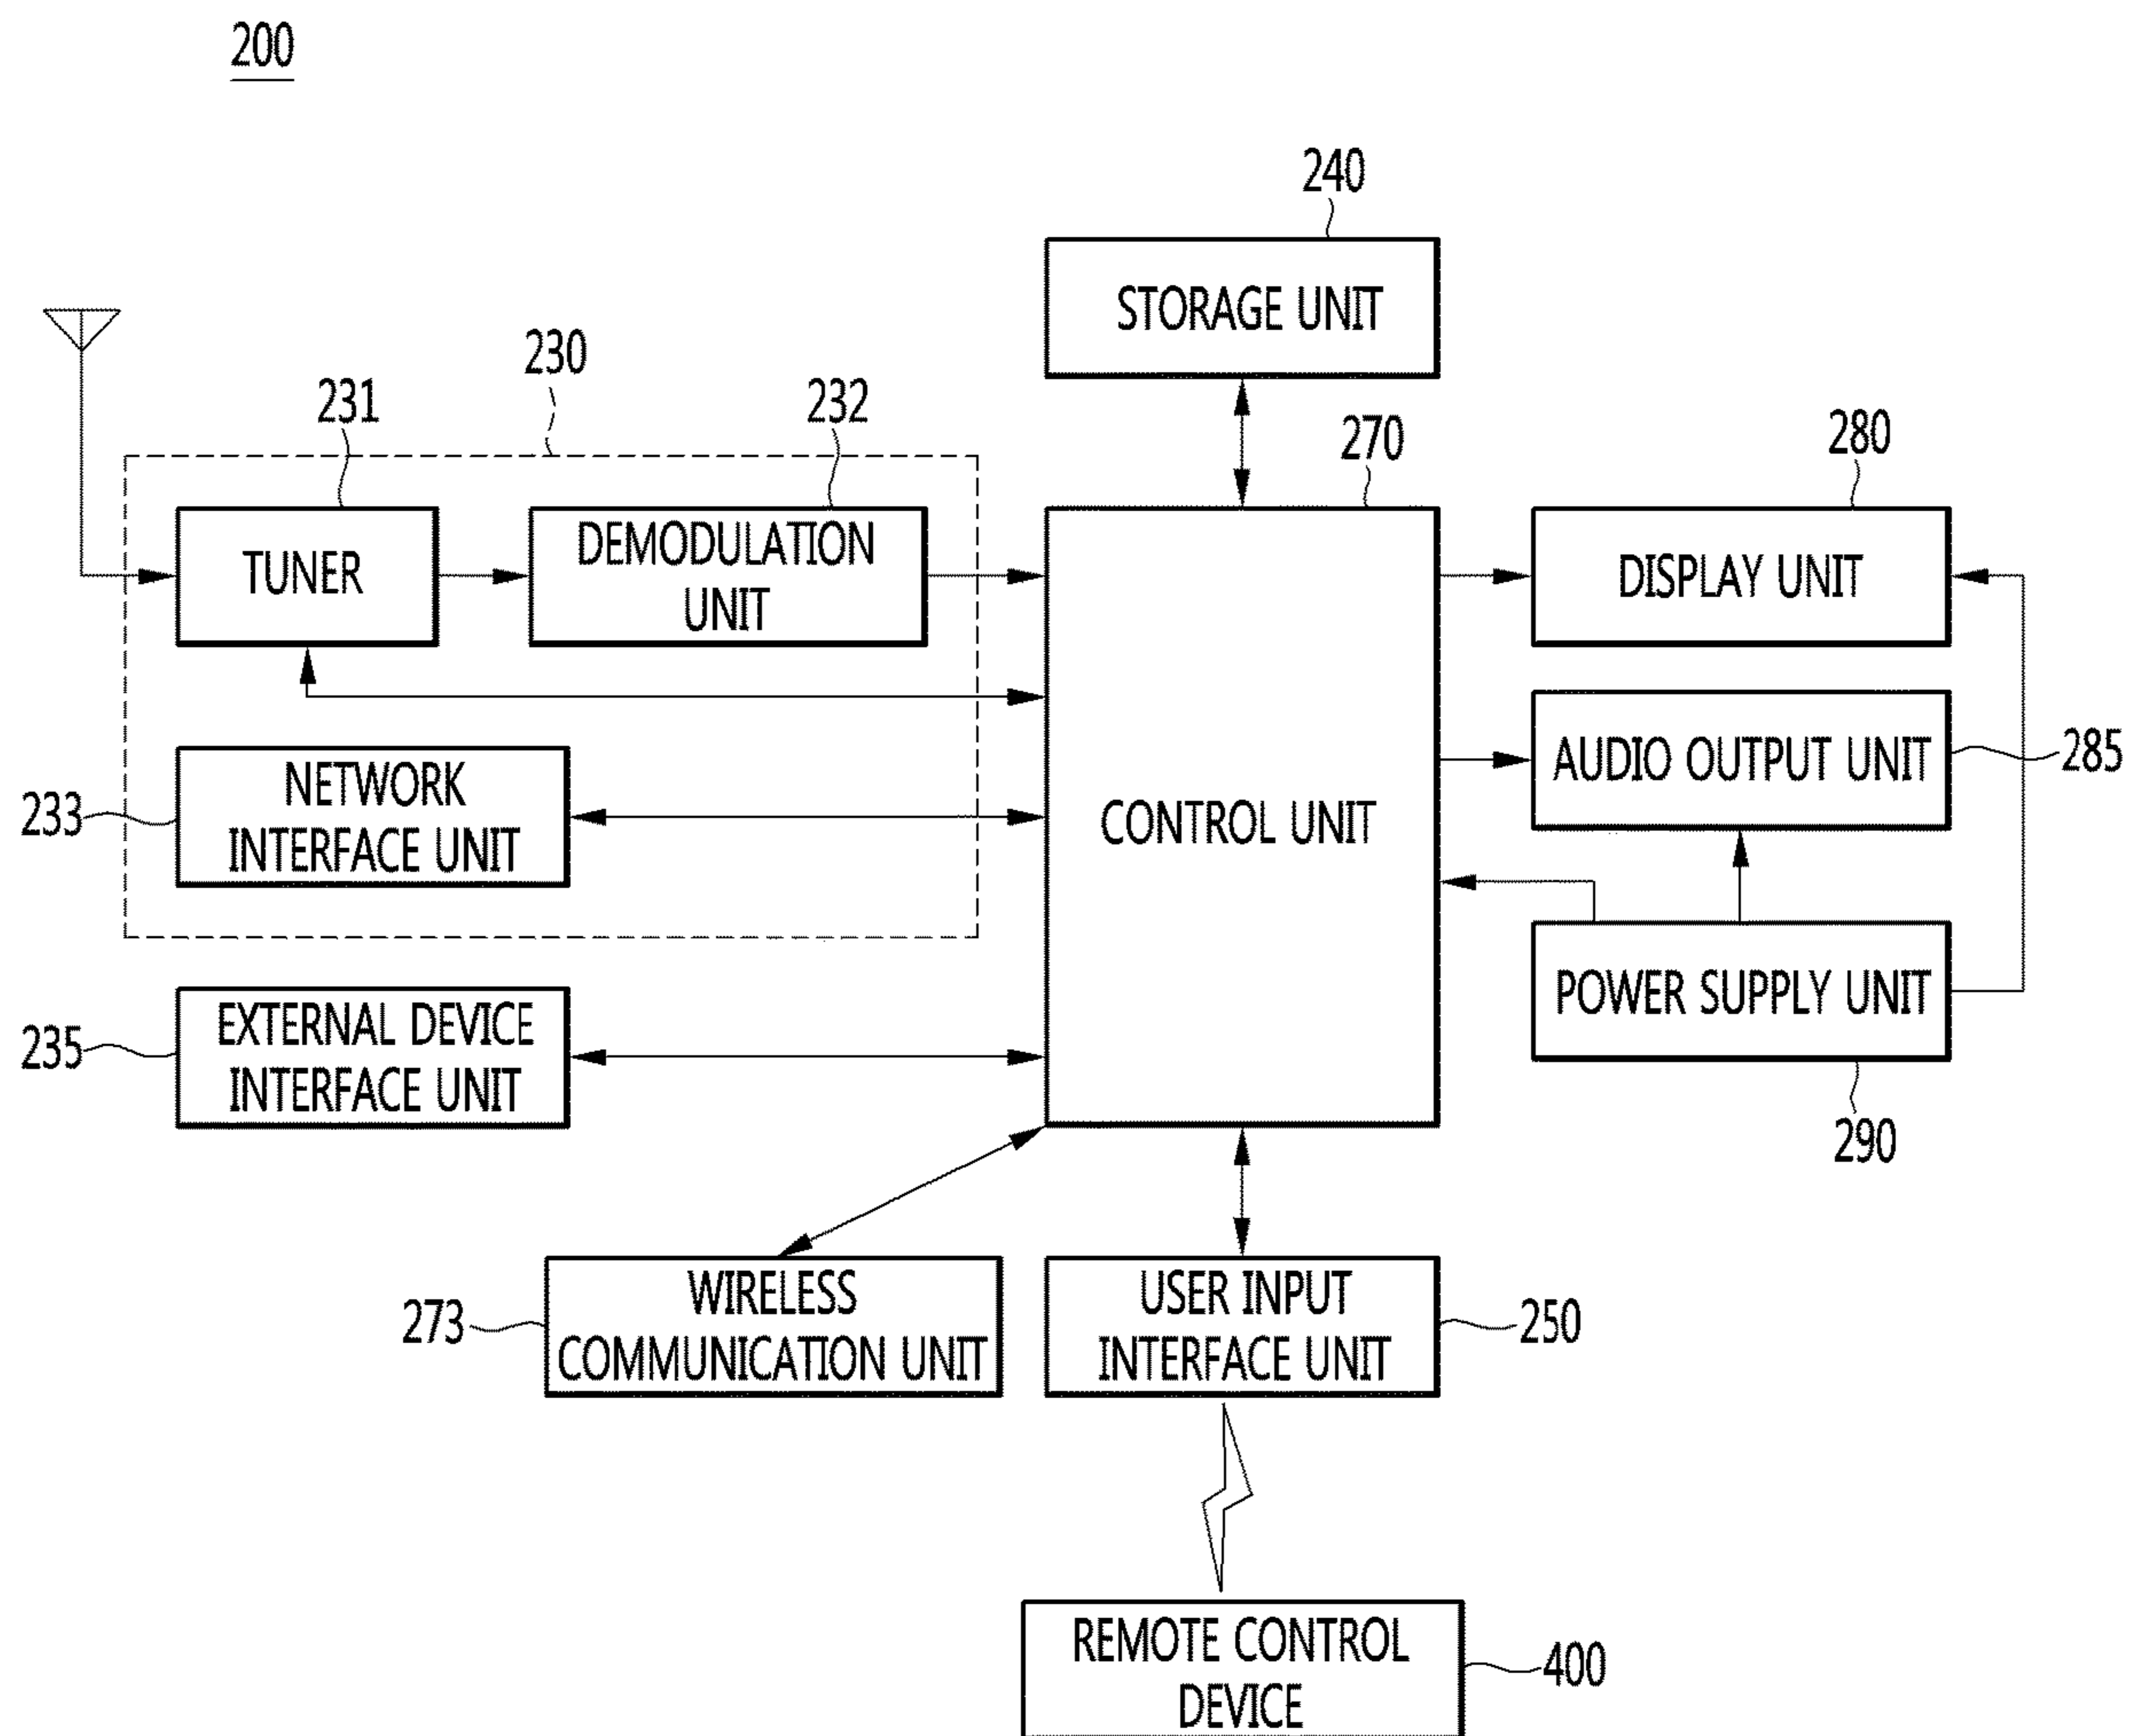 200
240
STORAGE UNIT
230
231
232
270
280
TUNER
DEMODULATION
UNIT
DISPLAY UNIT
233
NETWORK
INTERFACE UNIT
CONTROL UNIT
AUDIO OUTPUT UNIT
285
235
EXTERNAL DEVICE
INTERFACE UNIT
POWER SUPPLY UNIT
290
273
WIRELESS
COMMUNICATION UNIT
USER INPUT
INTERFACE UNIT
250
REMOTE CONTROL
DEVICE
400